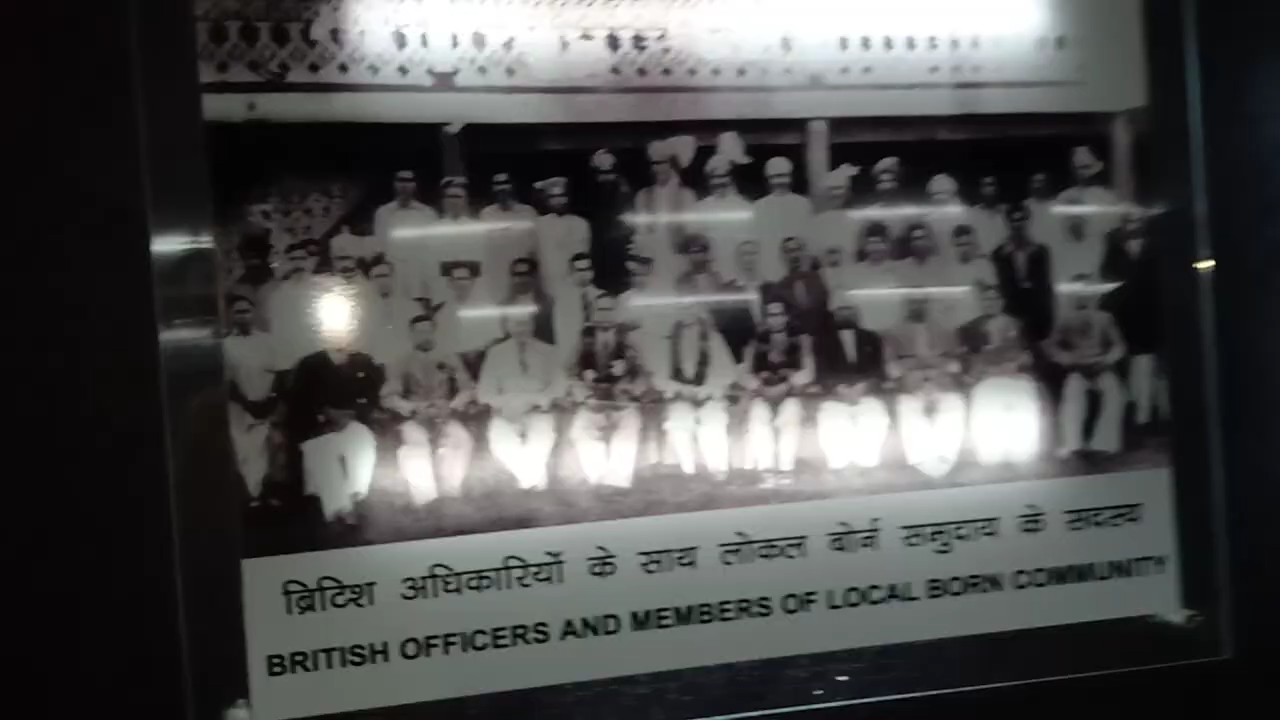 ब्रिटिश अधिकारियों के साथ लोकल बोर्न समुदाय के सदस्य
BRITISH OFFICERS AND MEMBERS OF LOCAL BORN COMMUNITY